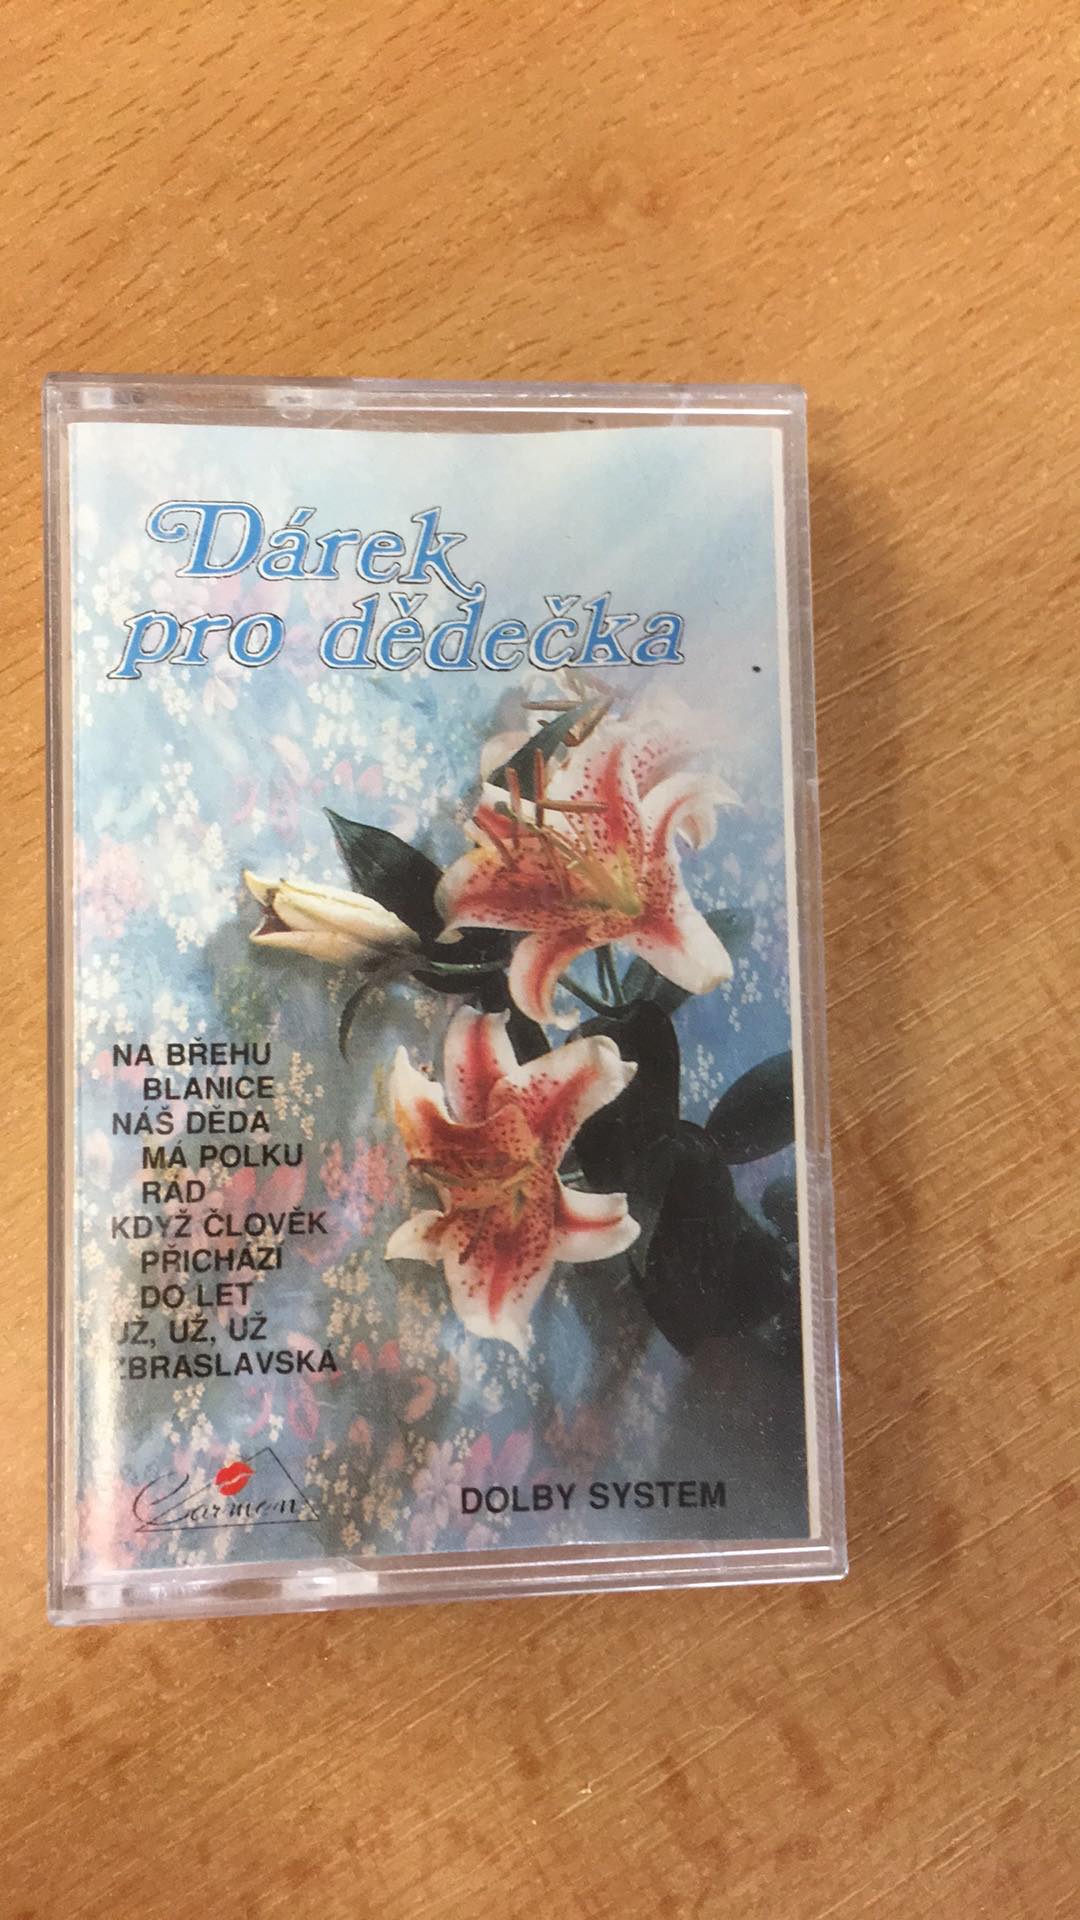 Dárek
pro dědečka
NA BŘEHU
BLANICE
NÁŠ DĚDA
MÁ POLKU
RÁD
KDYŽ ČLOVĚK
PŘICHÁZÍ
DO LET
UŽ, UŽ, UŽ
ZBRASLAVSKÁ
Carmen
DOLBY SYSTEM